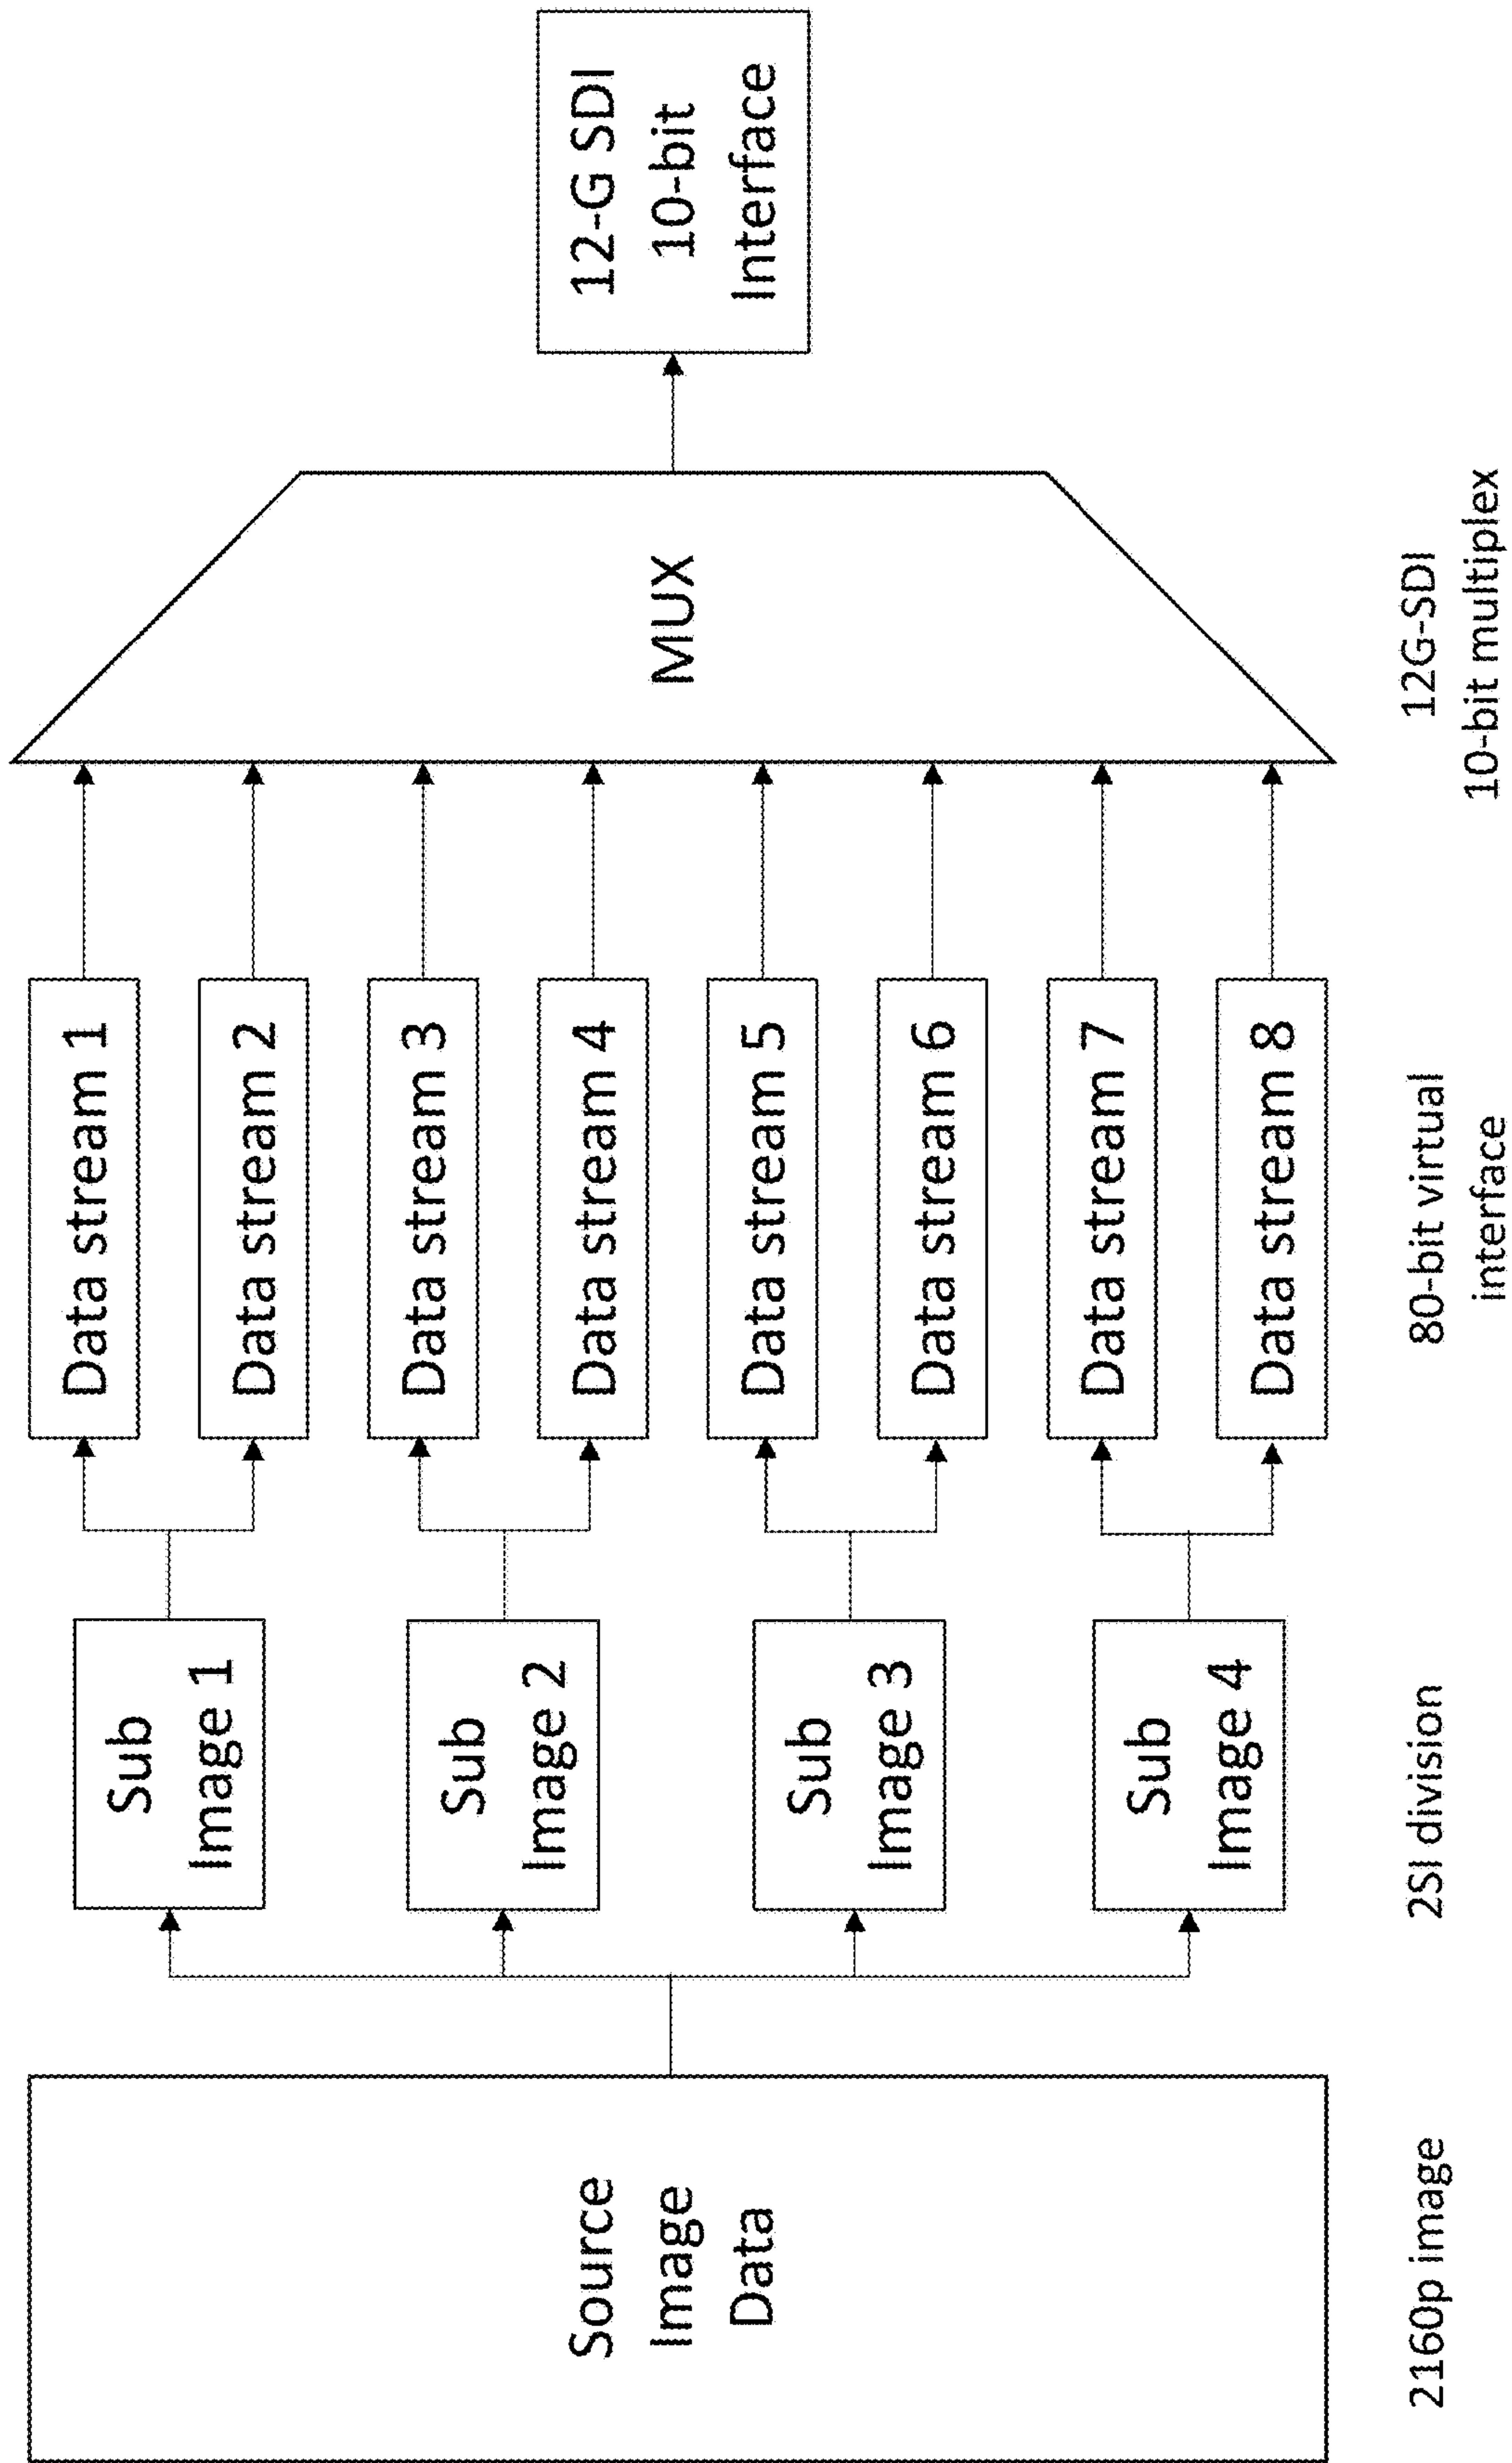 Source
Image
Data
2160p image
Sub
Image 1
Sub
Image 2
Sub
Image 3
Sub
Image 4
2SI division
Data stream 1
Data stream 2
Data stream 3
Data stream 4
Data stream 5
Data stream 6
Data stream 7
Data stream 8
80-bit virtual
interface
MUX
12G-SDI
10-bit multiplex
12-G SDI
10-bit
Interface